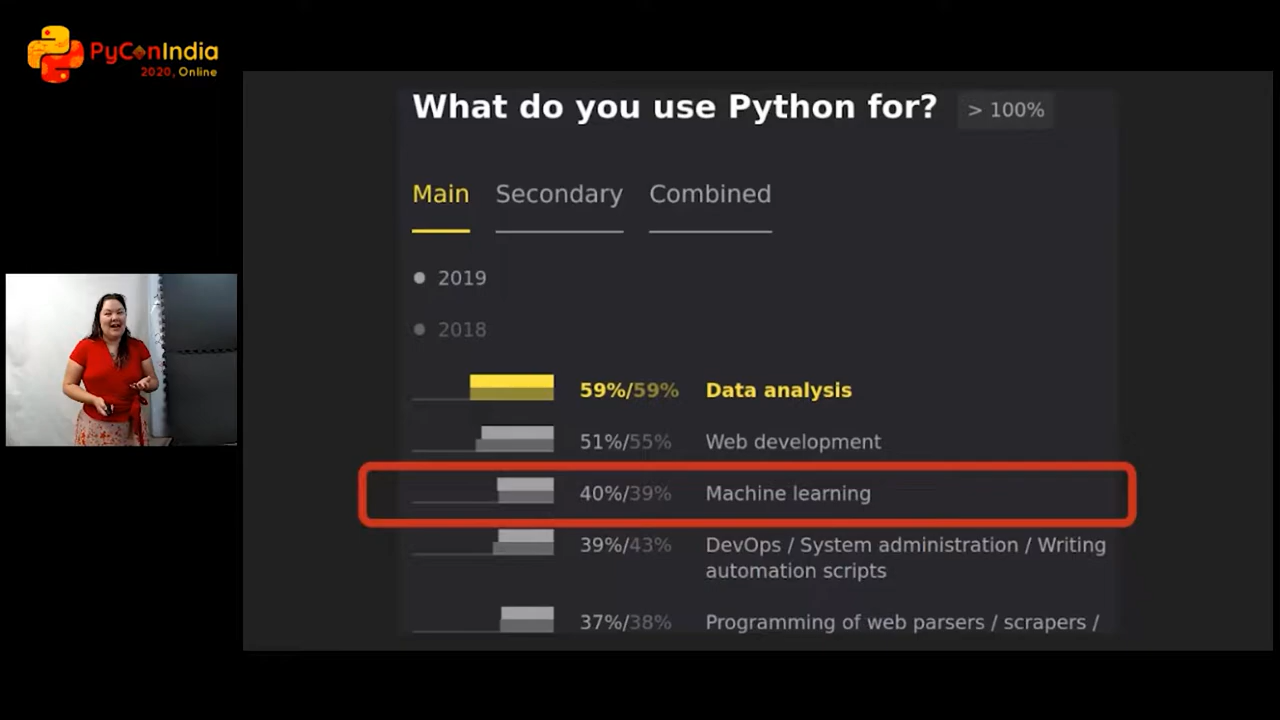 PyConIndia
2020, Online
What do you use Python for? > 100%
Main Secondary Combined
2019
2018
59%/59% Data analysis
51%/55% Web development
40%/39% Machine learning
39%/43% DevOps / System administration / Writing
automation scripts
37%/38% Programming of web parsers / scrapers /